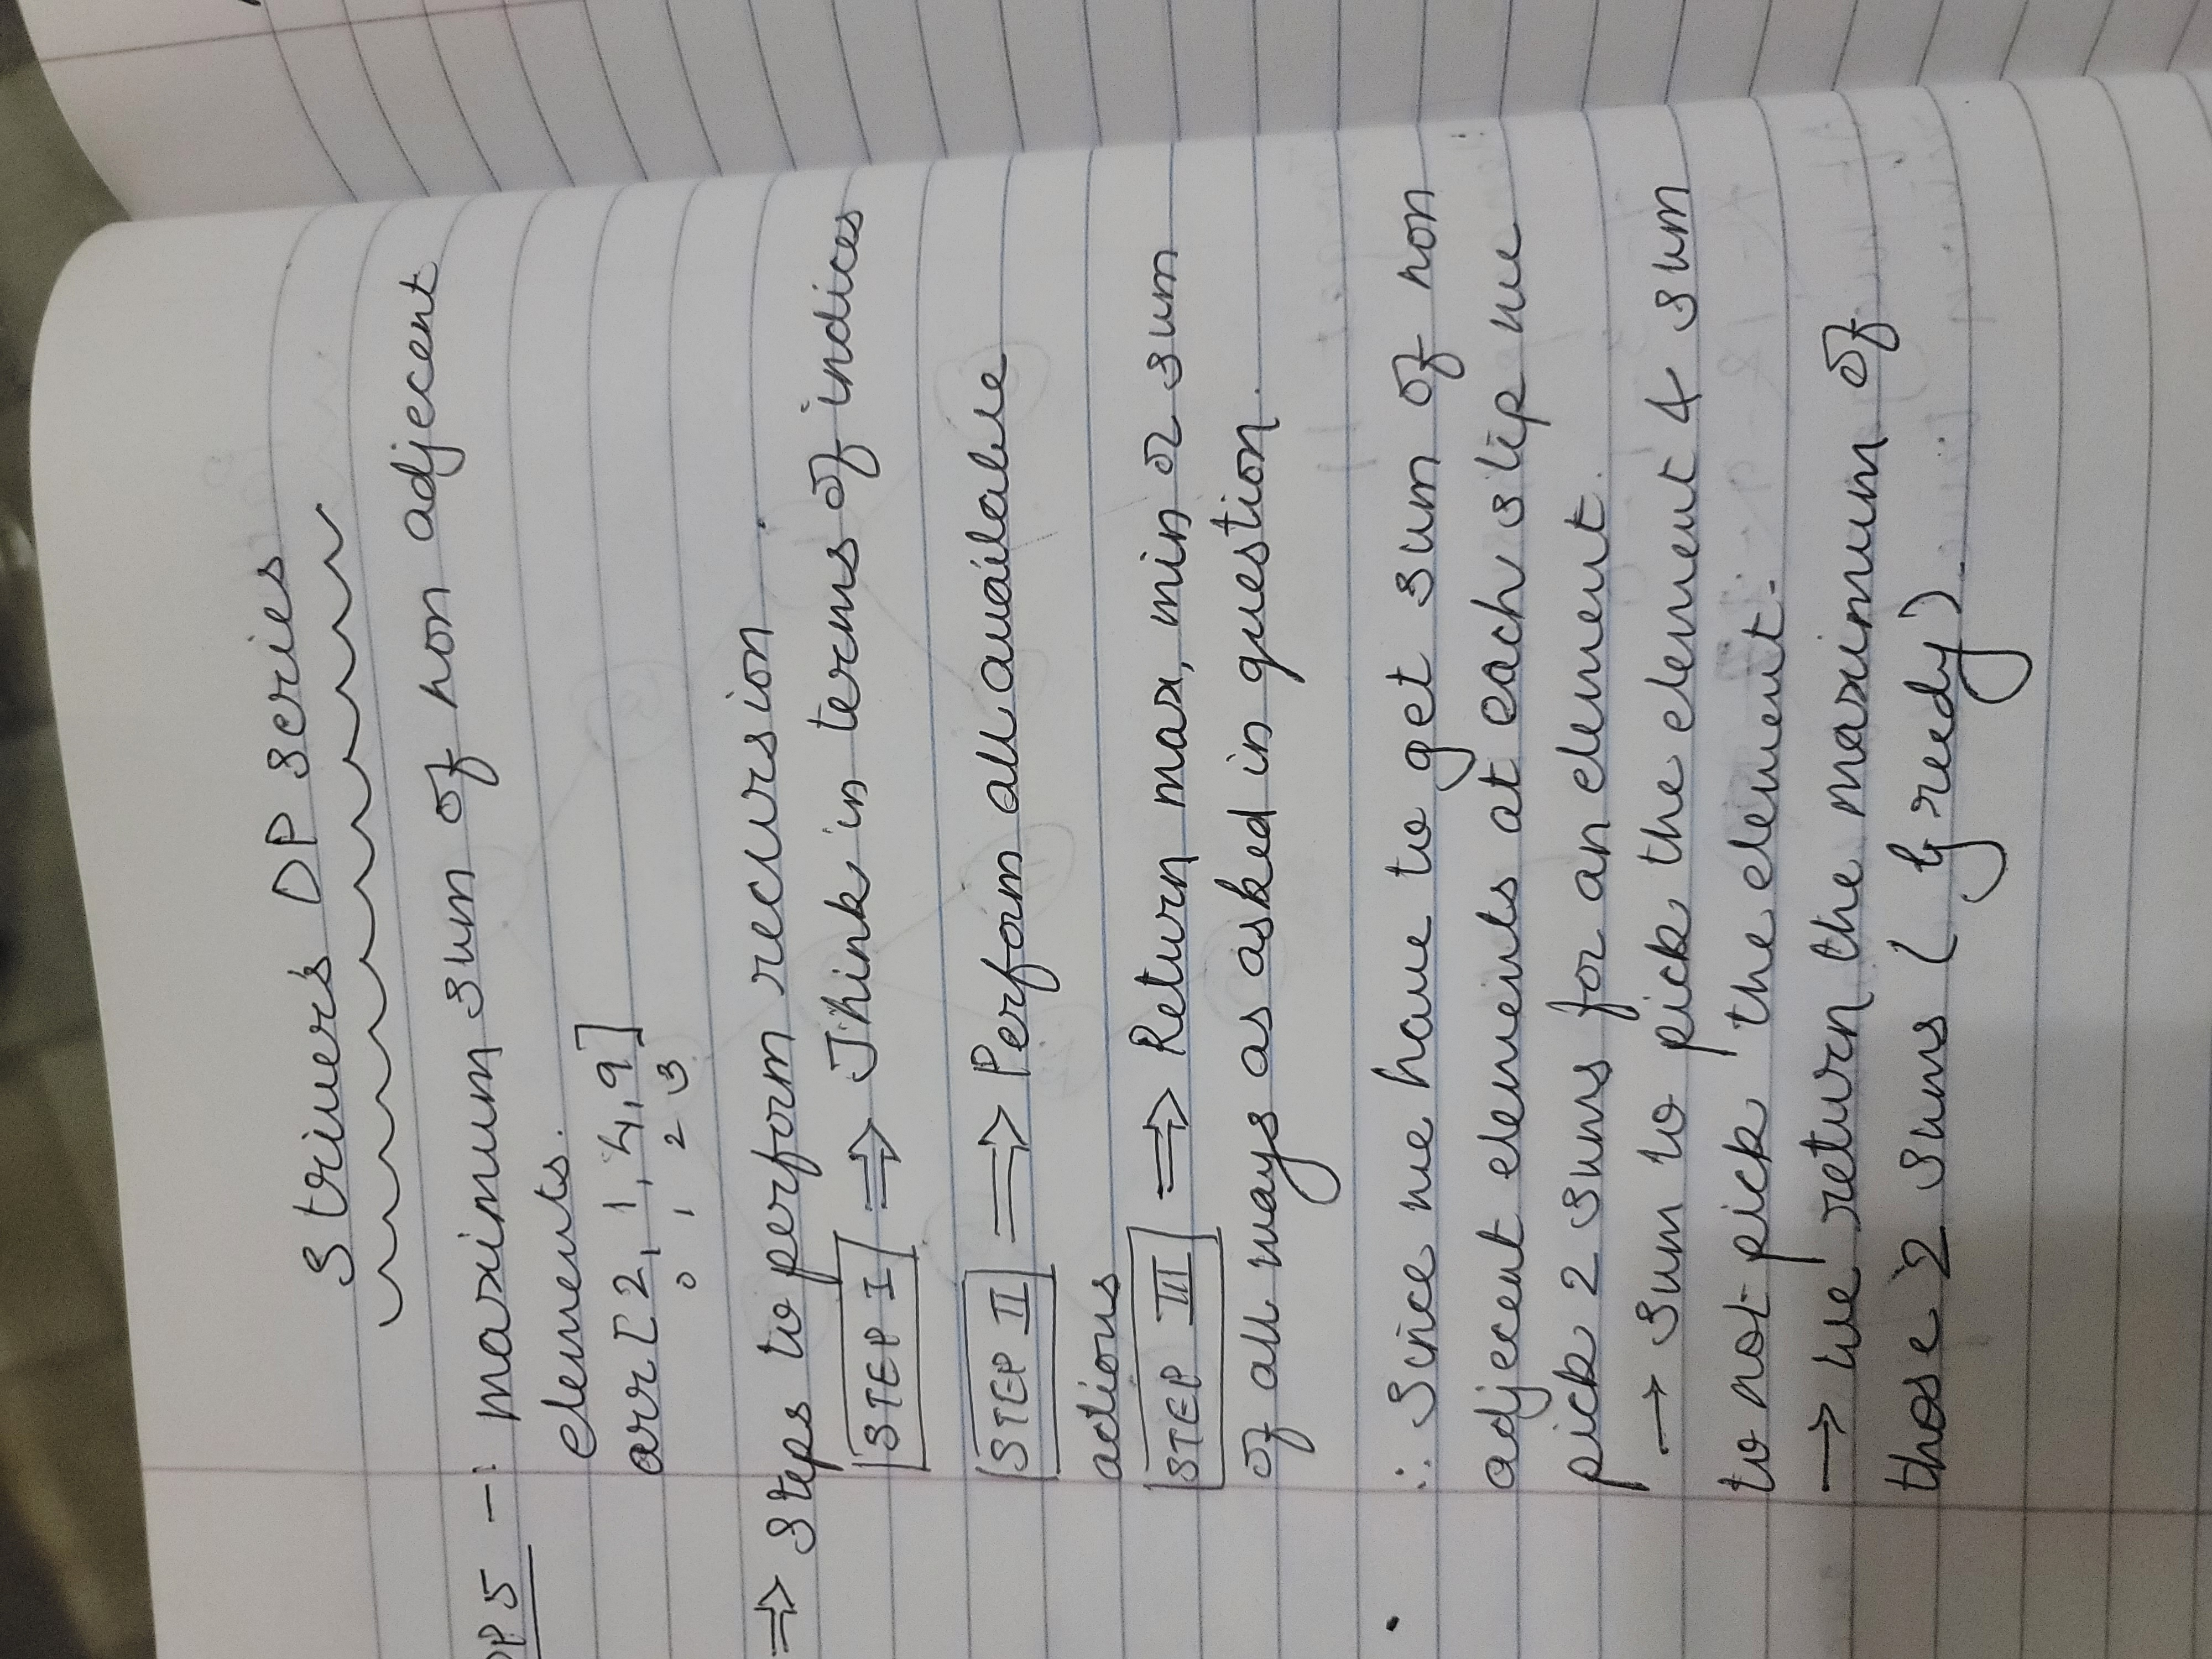 Striver's DP series
DP 5 -: maximum sum of non adjecent
elements.
arr [2, 1, 4, 9]
0 1 2 3
⇒ Steps to perform recursion
STEP I ⇒ Think in terms of indices
STEP II ⇒ Perform all available
actions
STEP III ⇒ Return max, min or sum
of all ways as asked in question.
∴ Since we have to get sum of non
adjecent elements at each step we
pick 2 sums for an element.
→ Sum to pick the element & sum
to not pick the element.
→ We return the maximum of
those 2 sums (Greedy).